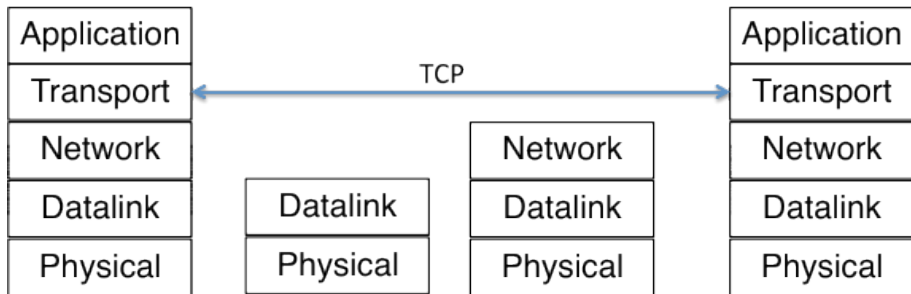 Application
Transport
Network
Datalink
Physical
TCP
Datalink
Physical
Network
Datalink
Physical
Application
Transport
Network
Datalink
Physical